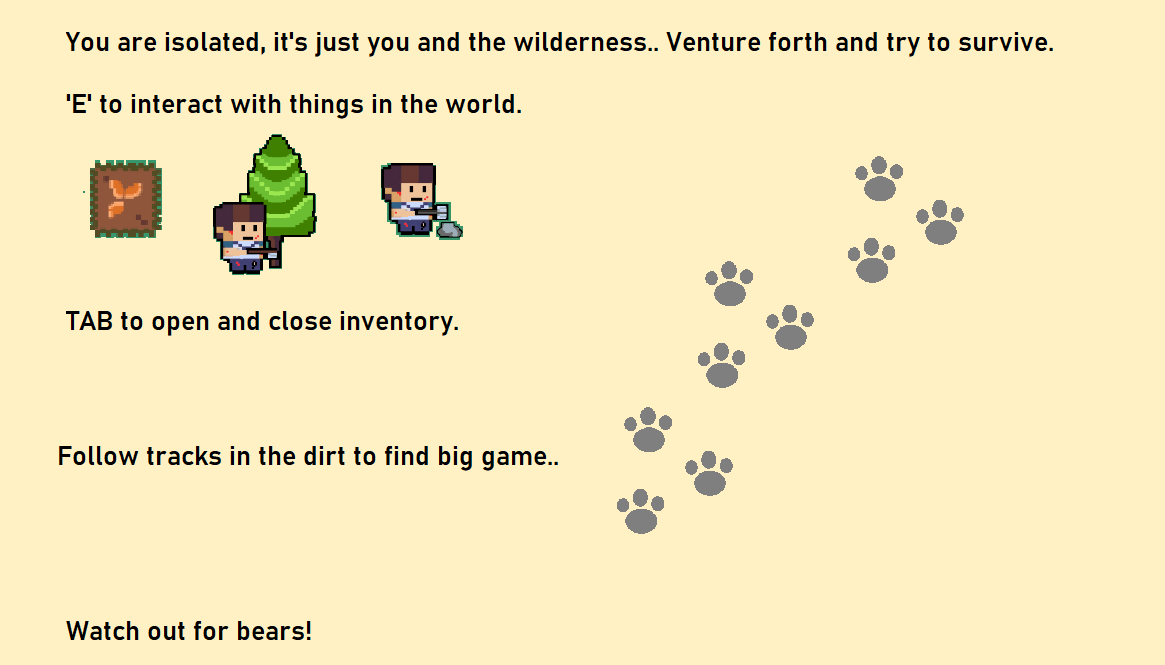 You are isolated, it's just you and the wilderness.. Venture forth and try to survive.
'E' to interact with things in the world.
TAB to open and close inventory.
Follow tracks in the dirt to find big game..
Watch out for bears!